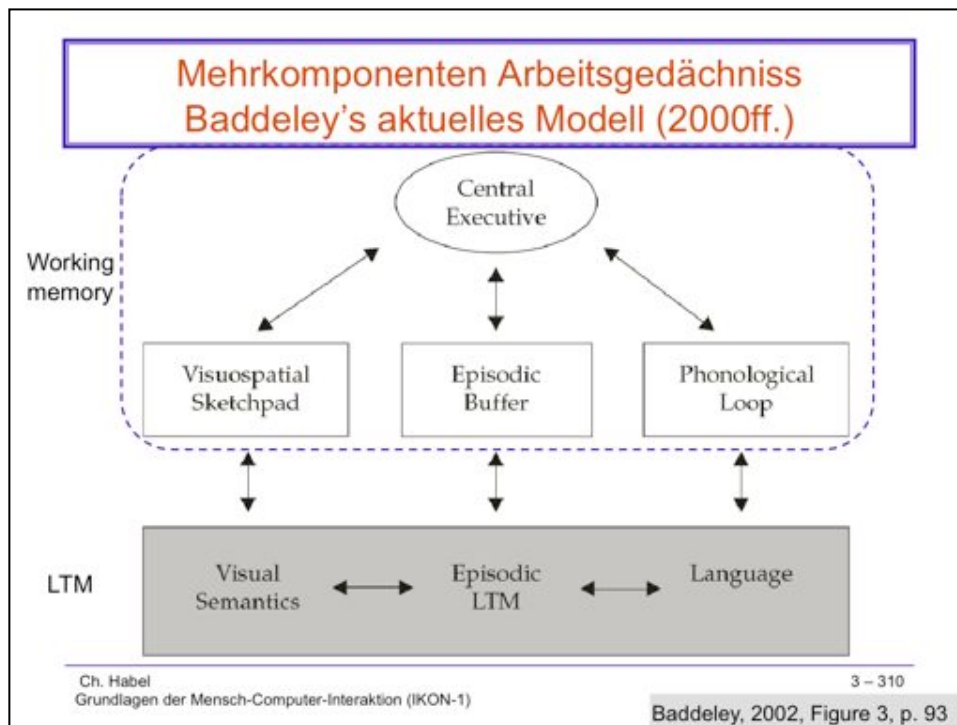 Mehrkomponenten Arbeitsgedächniss
Baddeley's aktuelles Modell (2000ff.)
Central
Executive
Working
memory
Visuospatial
Sketchpad
Episodic
Buffer
Phonological
Loop
LTM
Visual
Semantics
Episodic
LTM
Language
Ch. Habel
Grundlagen der Mensch-Computer-Interaktion (IKON-1)
3 – 310
Baddeley, 2002, Figure 3, p. 93